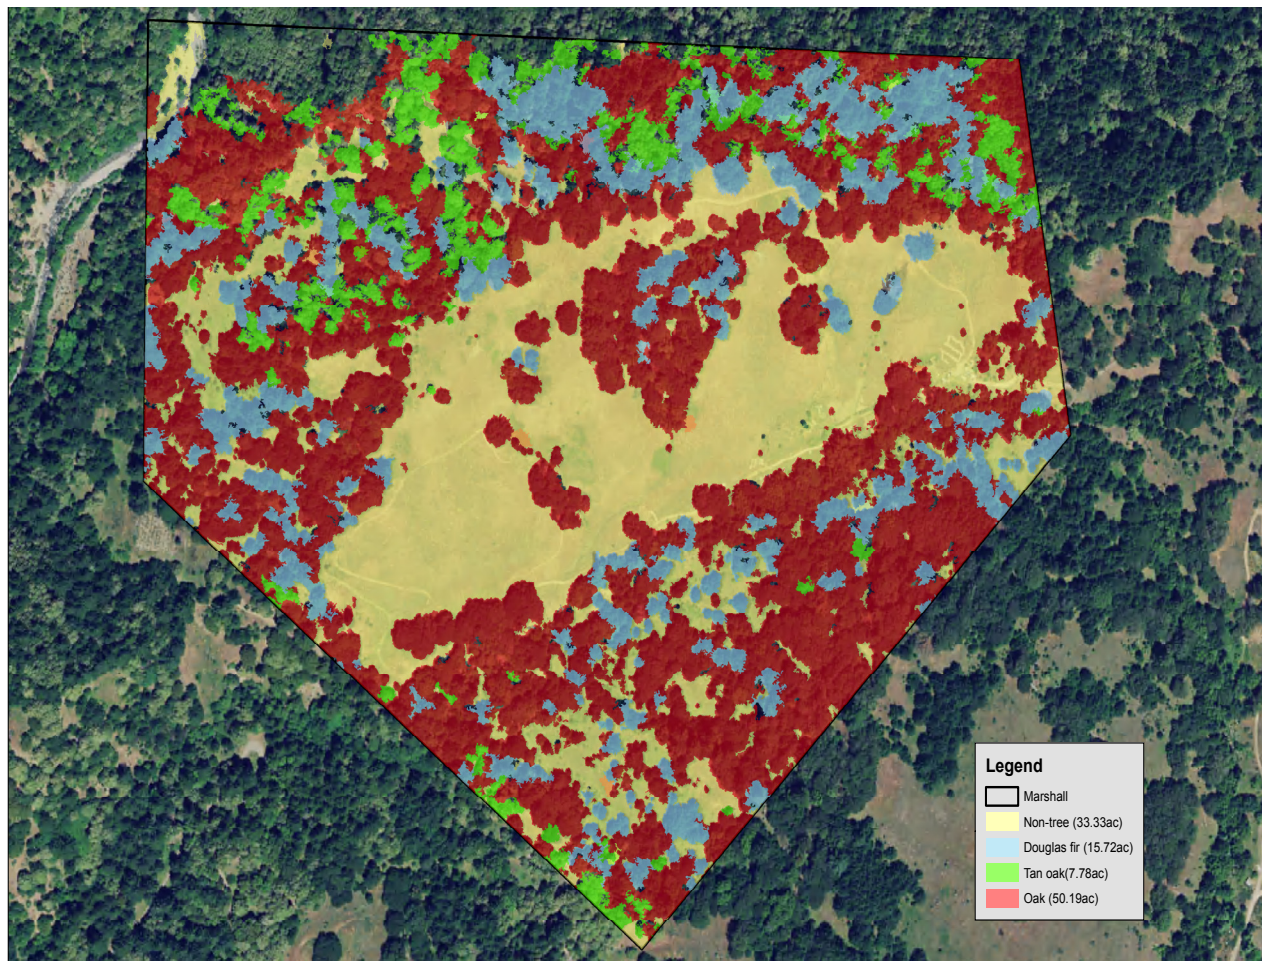 Legend
Marshall
Non-tree (33.33ac)
Douglas fir (15.72ac)
Tan oak(7.78ac)
Oak (50.19ac)